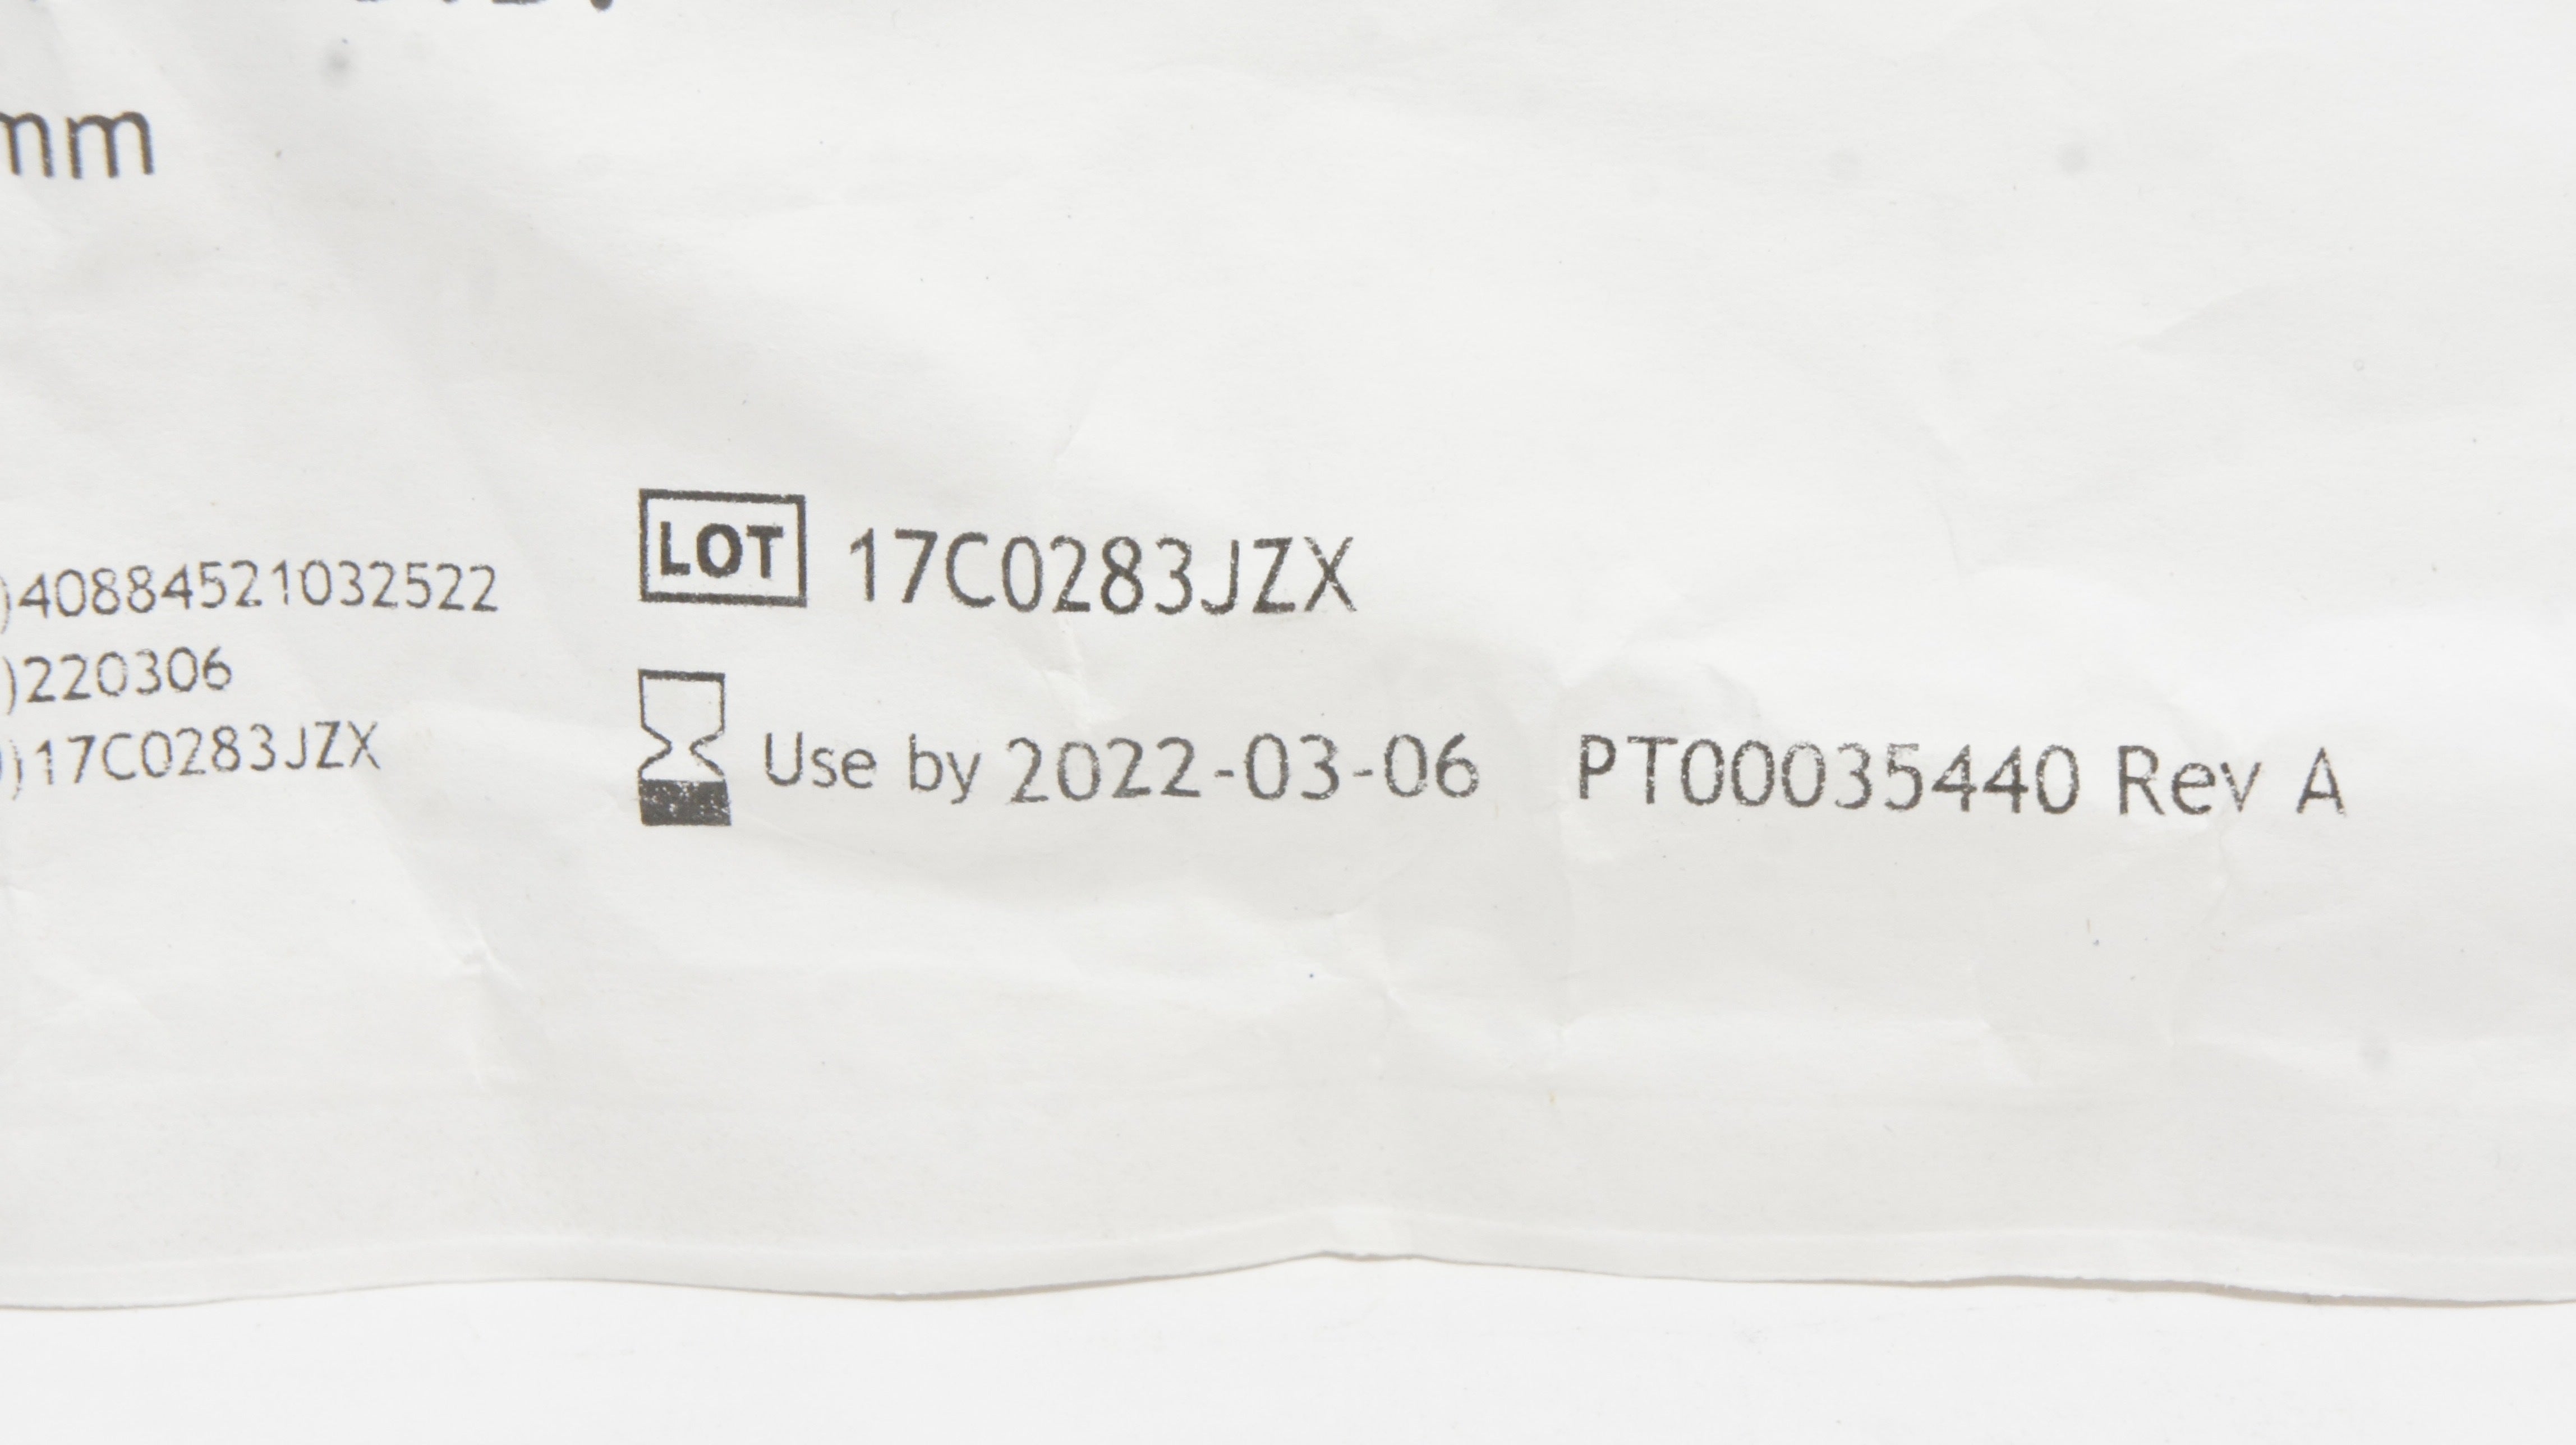 mm
LOT 17C0283JZX
)40884521032522
)220306
)17C0283JZX
Use by 2022-03-06 PT00035440 Rev A